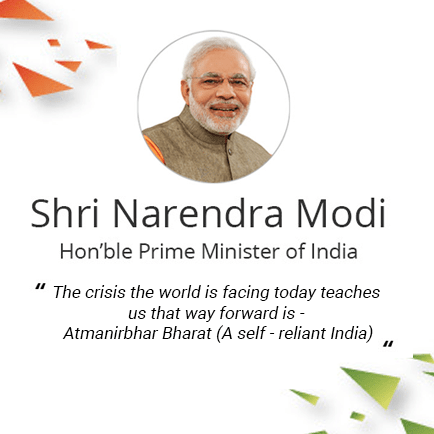 Shri Narendra Modi
Hon’ble Prime Minister of India
“ The crisis the world is facing today teaches
us that way forward is -
Atmanirbhar Bharat (A self - reliant India) “